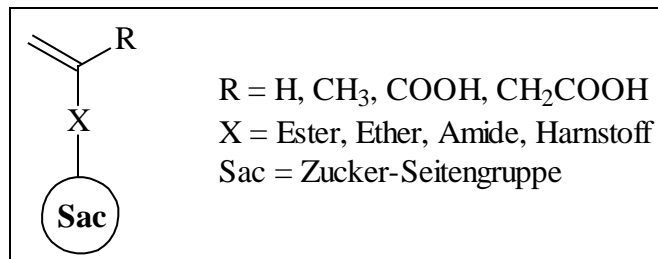 R
X
Sac
R = H, CH₃, COOH, CH₂COOH
X = Ester, Ether, Amide, Harnstoff
Sac = Zucker-Seitengruppe